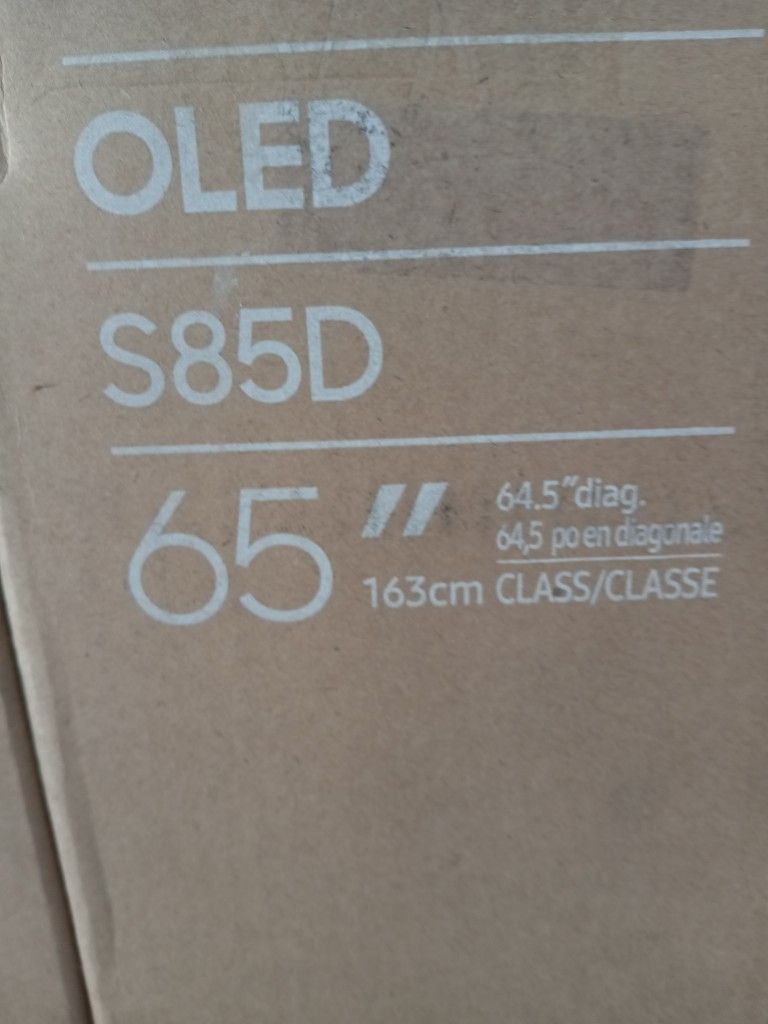 OLED
S85D
65”
64.5”diag.
64,5 po en diagonale
163cm CLASS/CLASSE